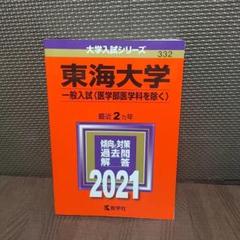 大学入試シリーズ
332
東海大学
一般入試〈医学部医学科を除く〉
最近2カ年
傾向と対策
過去問
解答
2021
教学社